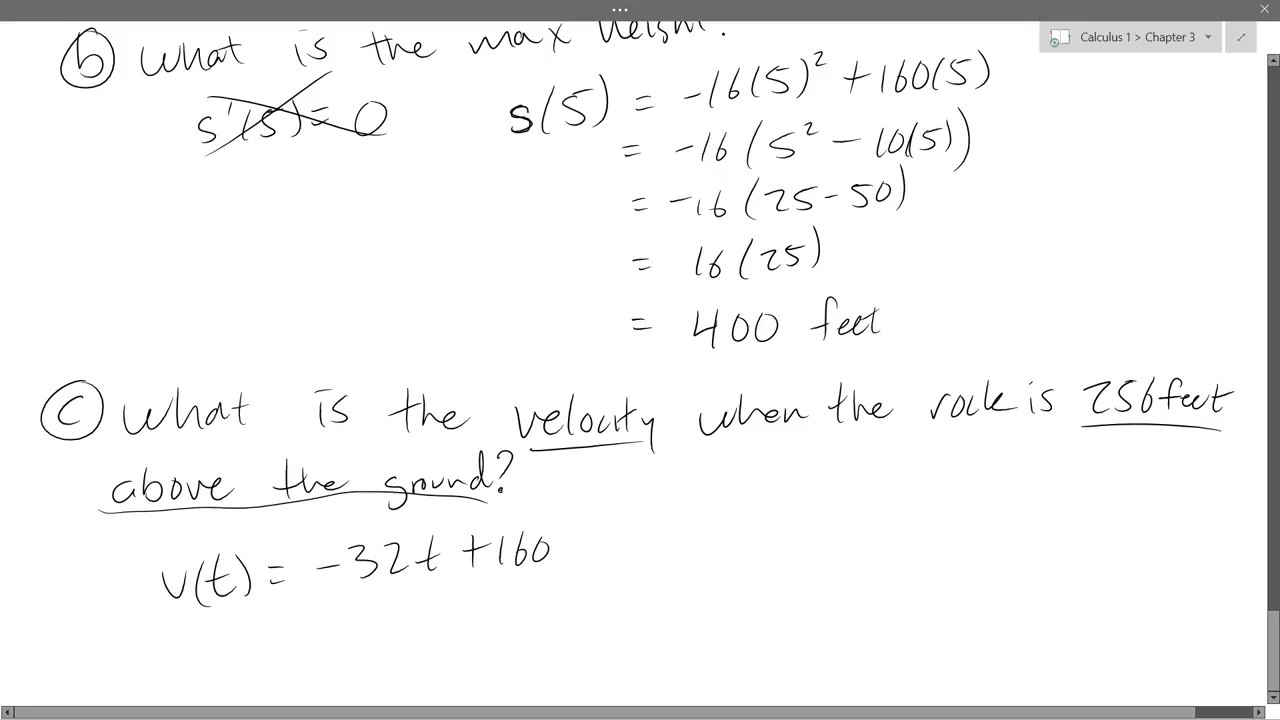 Calculus 1 > Chapter 3
b What is the max height?
s'(5) = 0
s(5) = -16(5)² + 160(5)
= -16(5² - 10(5))
= -16(25-50)
= 16(25)
= 400 feet
c What is the velocity when the rock is 256 feet
above the ground?
v(t) = -32t + 160